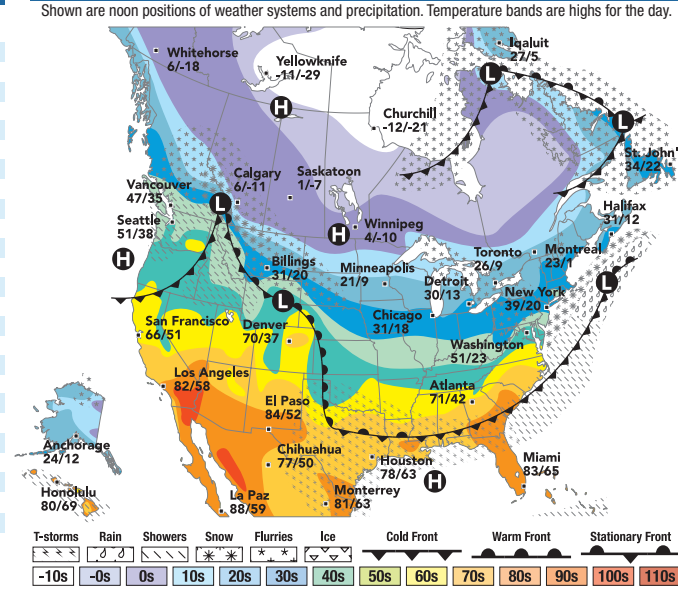 Shown are noon positions of weather systems and precipitation. Temperature bands are highs for the day.
Iqaluit
27/5
Whitehorse
6/-18
Yellowknife
-11/-29
L
H
Churchill
-12/-21
L
St. John'
34/22
Calgary
6/-11
Saskatoon
1/-7
Vancouver
47/35
L
Halifax
31/12
Seattle
51/38
Winnipeg
4/-10
H
H
Billings
31/20
Minneapolis
21/9
Toronto
26/9
Montreal
23/1
Detroit
30/13
L
New York
39/20
L
San Francisco
66/51
Denver
70/37
Chicago
31/18
Washington
51/23
Los Angeles
82/58
Atlanta
71/42
El Paso
84/52
Anchorage
24/12
Chihuahua
77/50
Houston
78/63
H
Miami
83/65
Honolulu
80/69
La Paz
88/59
Monterrey
81/63
T-storms Rain Showers Snow Flurries Ice Cold Front Warm Front Stationary Front
-10s -0s 0s 10s 20s 30s 40s 50s 60s 70s 80s 90s 100s 110s